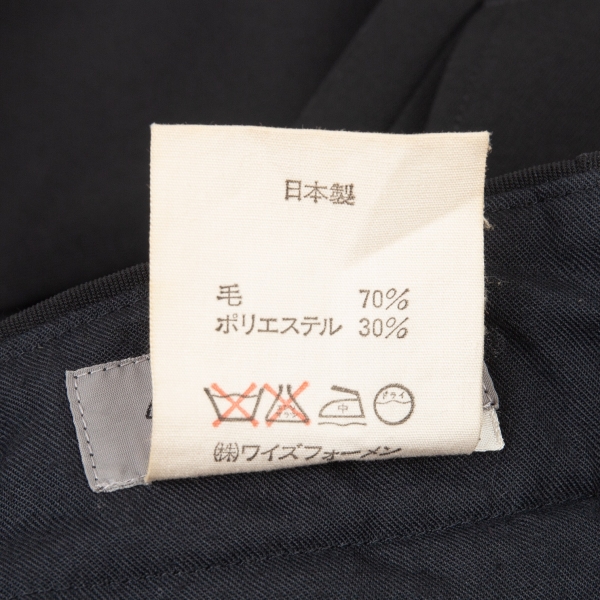 日本製
毛 70%
ポリエステル 30%
中 ドライ
㈱ワイズフォーメン